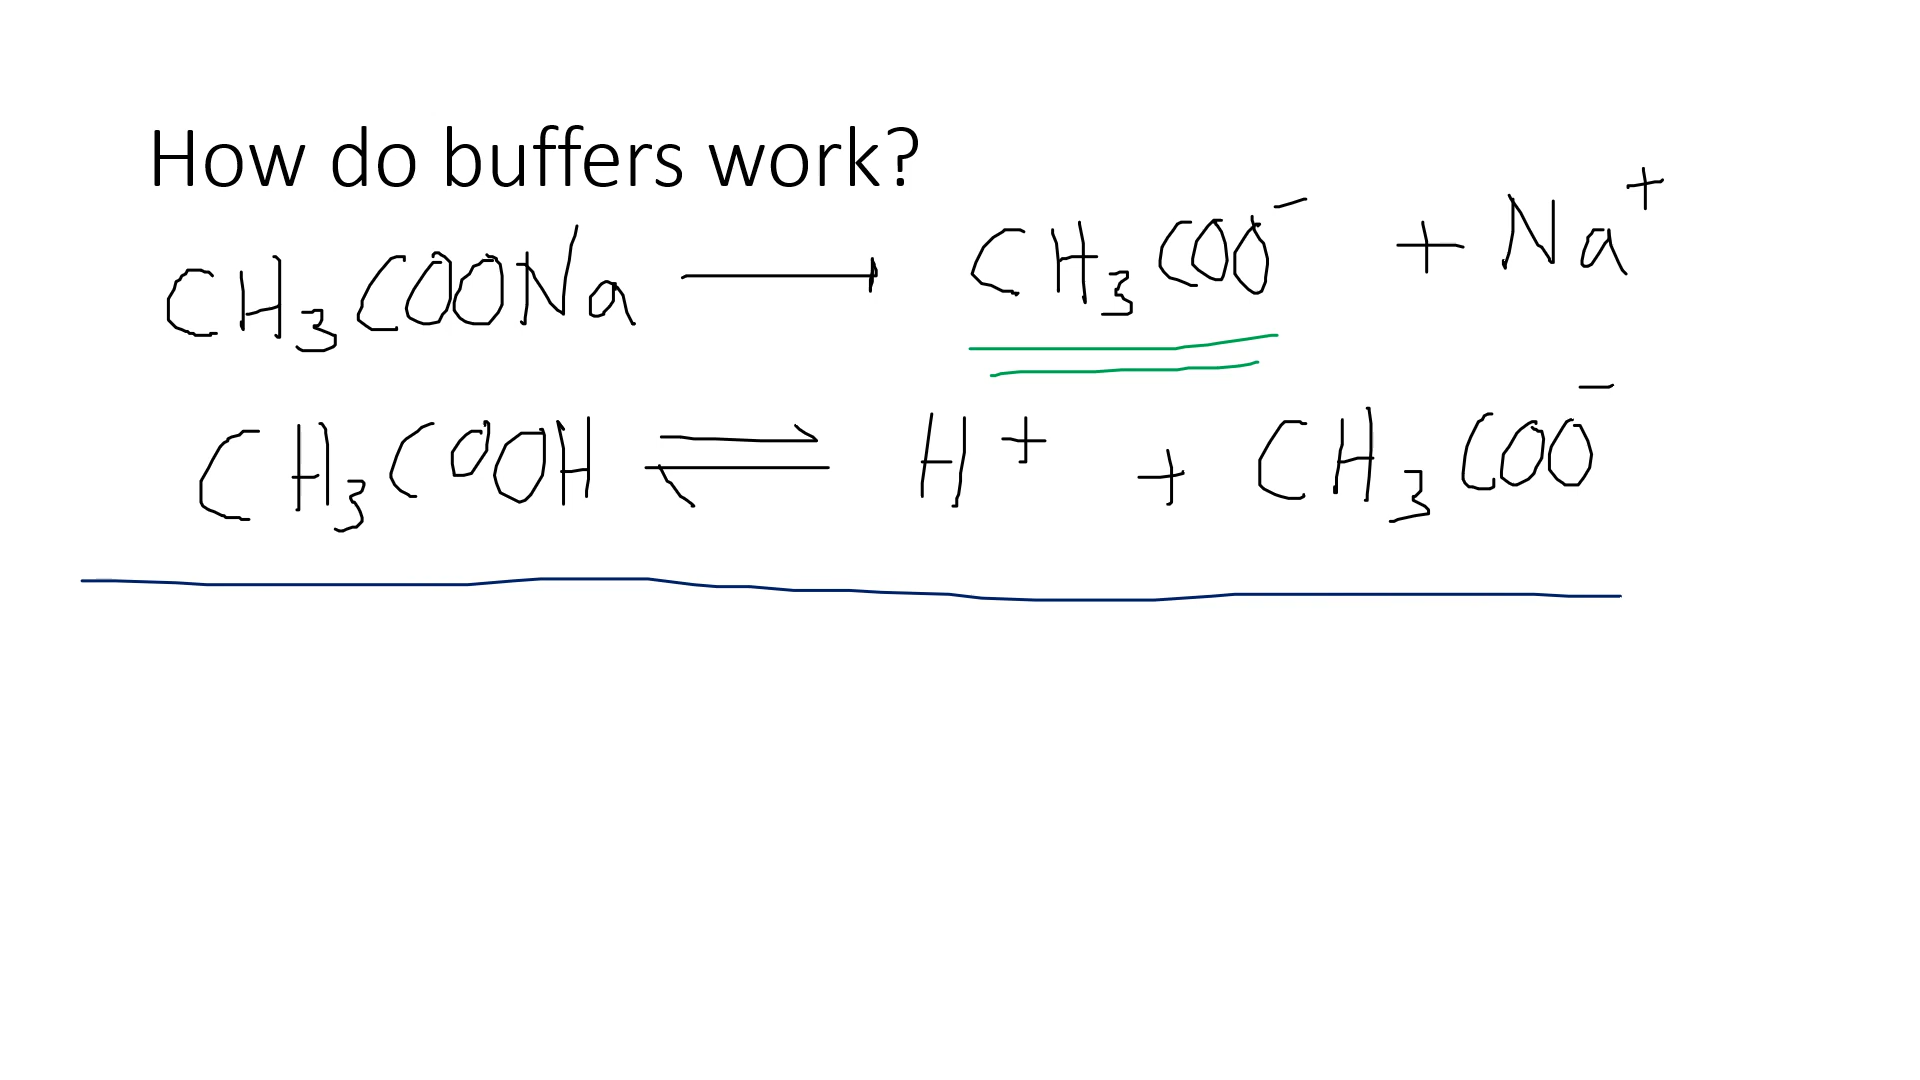 How do buffers work?
CH₃COONa → CH₃COO⁻ + Na⁺
CH₃COOH ⇌ H⁺ + CH₃COO⁻